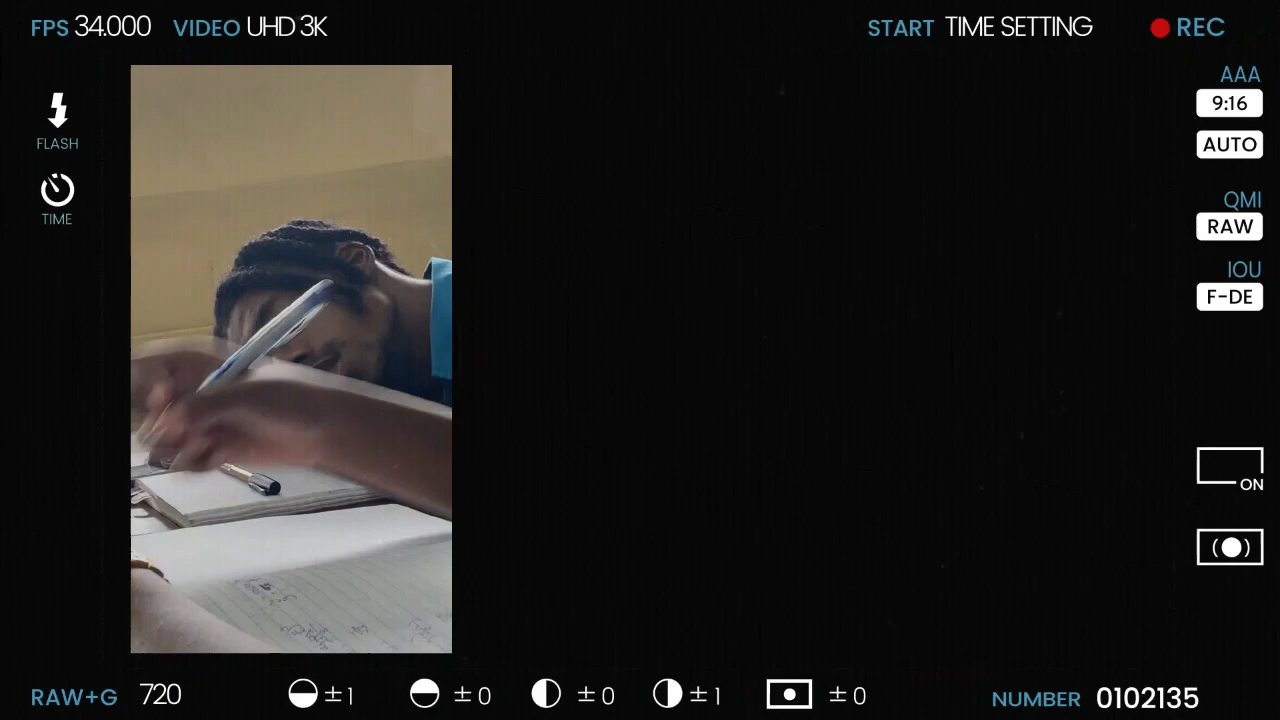 FPS 34.000 VIDEO UHD 3K START TIME SETTING REC
AAA
9:16
FLASH
AUTO
TIME
QMI
RAW
IOU
F-DE
ON
RAW+G 720 ±1 ±0 ±0 ±1 ±0 NUMBER 0102135